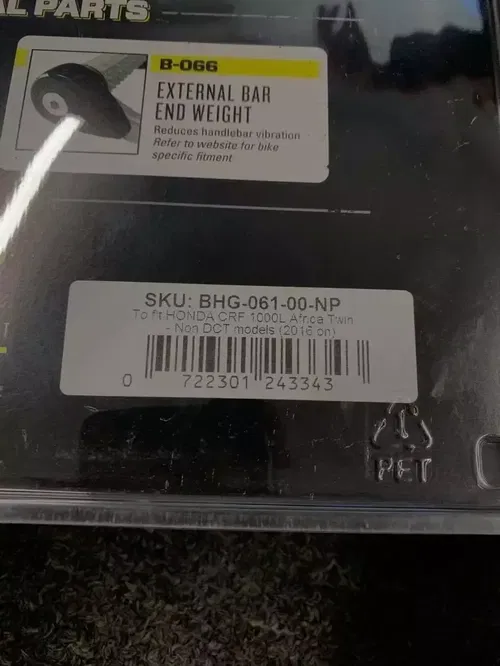 AL PARTS
B-066
EXTERNAL BAR
END WEIGHT
Reduces handlebar vibration
Refer to website for bike
specific fitment
SKU: BHG-061-00-NP
To fit HONDA CRF 1000L Africa Twin
- Non DCT models (2016 on)
0 722301 243343
1
PET